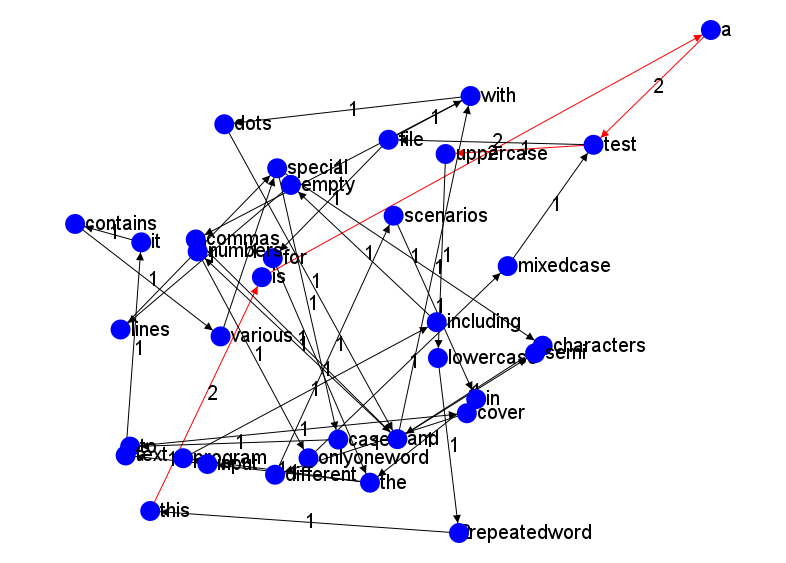 a
2
with
1
dots
1
file
2
1
test
uppercase
2
special
1
empty
1
1
scenarios
contains
1
it
commas
numbers
1
for
is
1
1
1
mixedcase
1
1
1
1
including
lines
various
1
1
1
1
1
characters
semi
lowercase
1
1
2
1
in
cover
1
1
to
text
case
and
1
1
program
input
onlyoneword
different
the
this
1
repeatedword